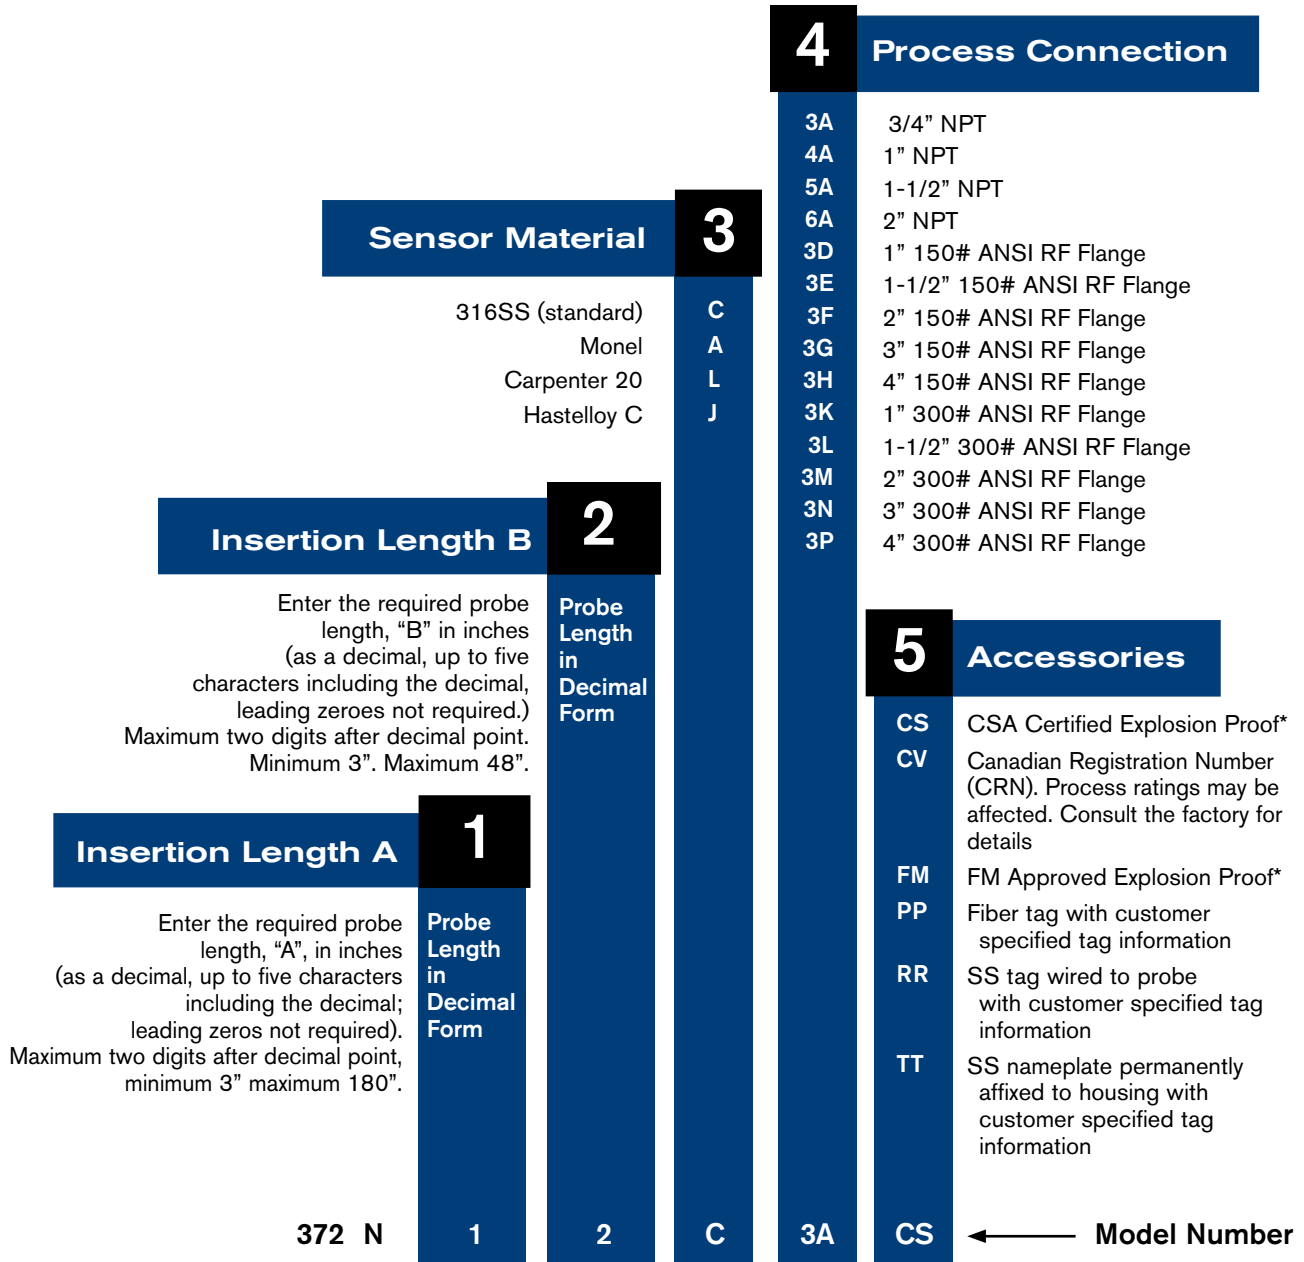 4 Process Connection
3A 3/4” NPT
4A 1” NPT
5A 1-1/2” NPT
6A 2” NPT
3D 1” 150# ANSI RF Flange
3E 1-1/2” 150# ANSI RF Flange
3F 2” 150# ANSI RF Flange
3G 3” 150# ANSI RF Flange
3H 4” 150# ANSI RF Flange
3K 1” 300# ANSI RF Flange
3L 1-1/2” 300# ANSI RF Flange
3M 2” 300# ANSI RF Flange
3N 3” 300# ANSI RF Flange
3P 4” 300# ANSI RF Flange
Sensor Material 3
316SS (standard) C
Monel A
Carpenter 20 L
Hastelloy C J
Insertion Length B 2
Enter the required probe
length, “B” in inches
(as a decimal, up to five
characters including the decimal,
leading zeroes not required.)
Maximum two digits after decimal point.
Minimum 3”. Maximum 48”.
Probe
Length
in
Decimal
Form
5 Accessories
CS CSA Certified Explosion Proof*
CV Canadian Registration Number
(CRN). Process ratings may be
affected. Consult the factory for
details
FM FM Approved Explosion Proof*
PP Fiber tag with customer
specified tag information
RR SS tag wired to probe
with customer specified tag
information
TT SS nameplate permanently
affixed to housing with
customer specified tag
information
Insertion Length A 1
Enter the required probe
length, “A”, in inches
(as a decimal, up to five characters
including the decimal;
leading zeros not required).
Maximum two digits after decimal point,
minimum 3” maximum 180”.
Probe
Length
in
Decimal
Form
372 N 1 2 C 3A CS Model Number